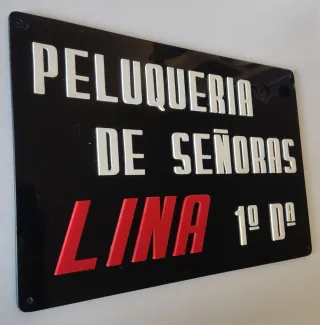 PELUQUERIA
DE SEÑORAS
LINA 1º Dª